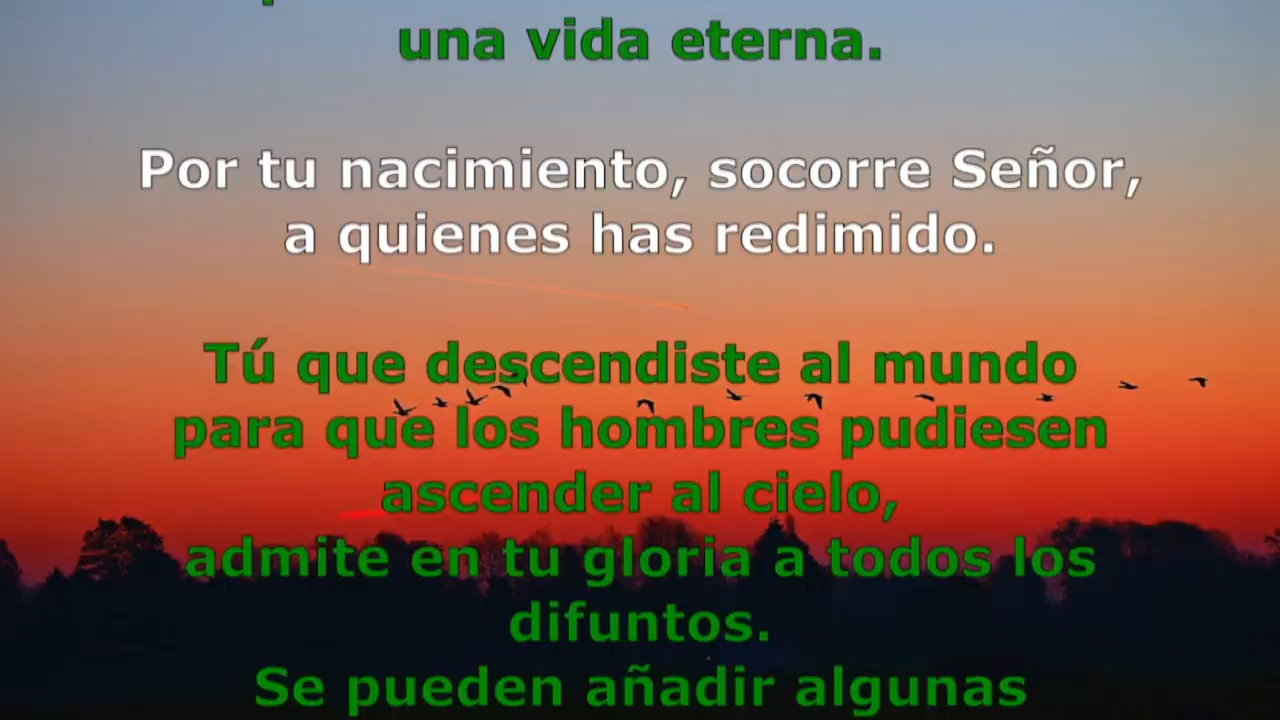 una vida eterna.
Por tu nacimiento, socorre Señor,
a quienes has redimido.
Tú que descendiste al mundo
para que los hombres pudiesen
ascender al cielo,
admite en tu gloria a todos los
difuntos.
Se pueden añadir algunas